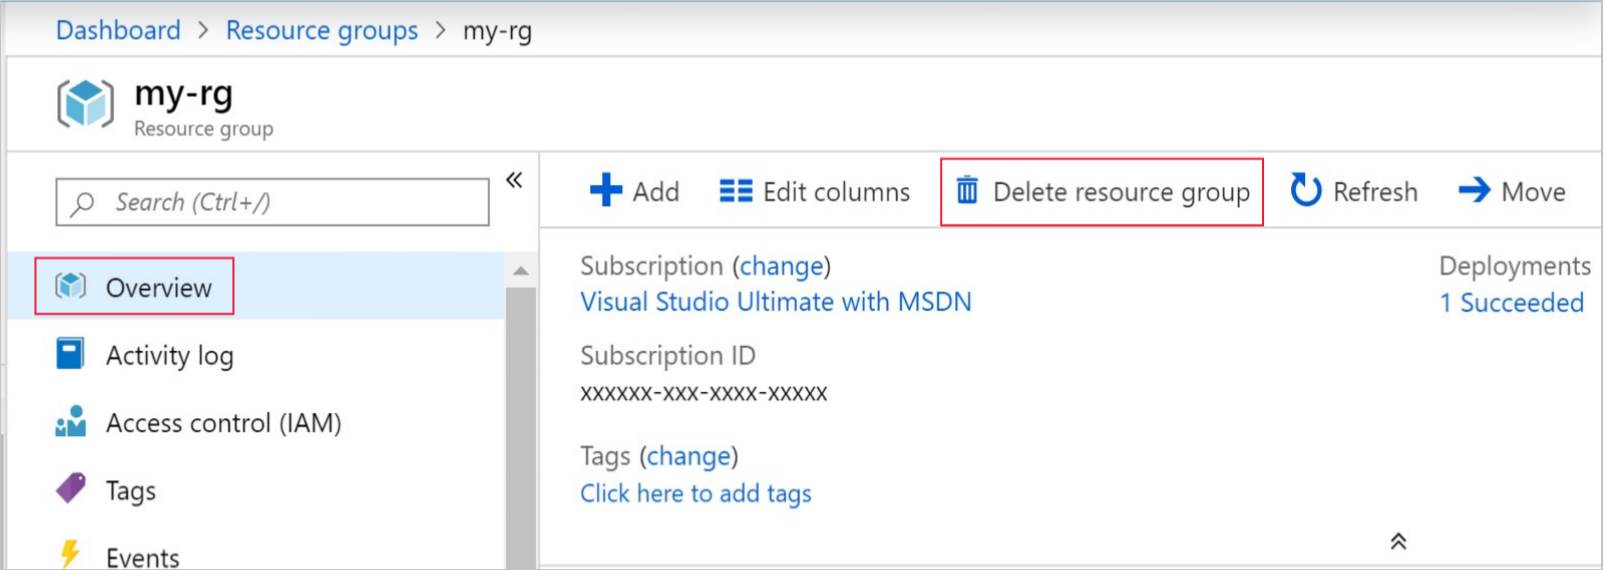 Dashboard > Resource groups > my-rg
my-rg
Resource group
Search (Ctrl+/)
«
Add
Edit columns
Delete resource group
Refresh
Move
Overview
Activity log
Access control (IAM)
Tags
Events
Subscription (change)
Visual Studio Ultimate with MSDN
Subscription ID
xxxxxx-xxx-xxxx-xxxxx
Tags (change)
Click here to add tags
Deployments
1 Succeeded